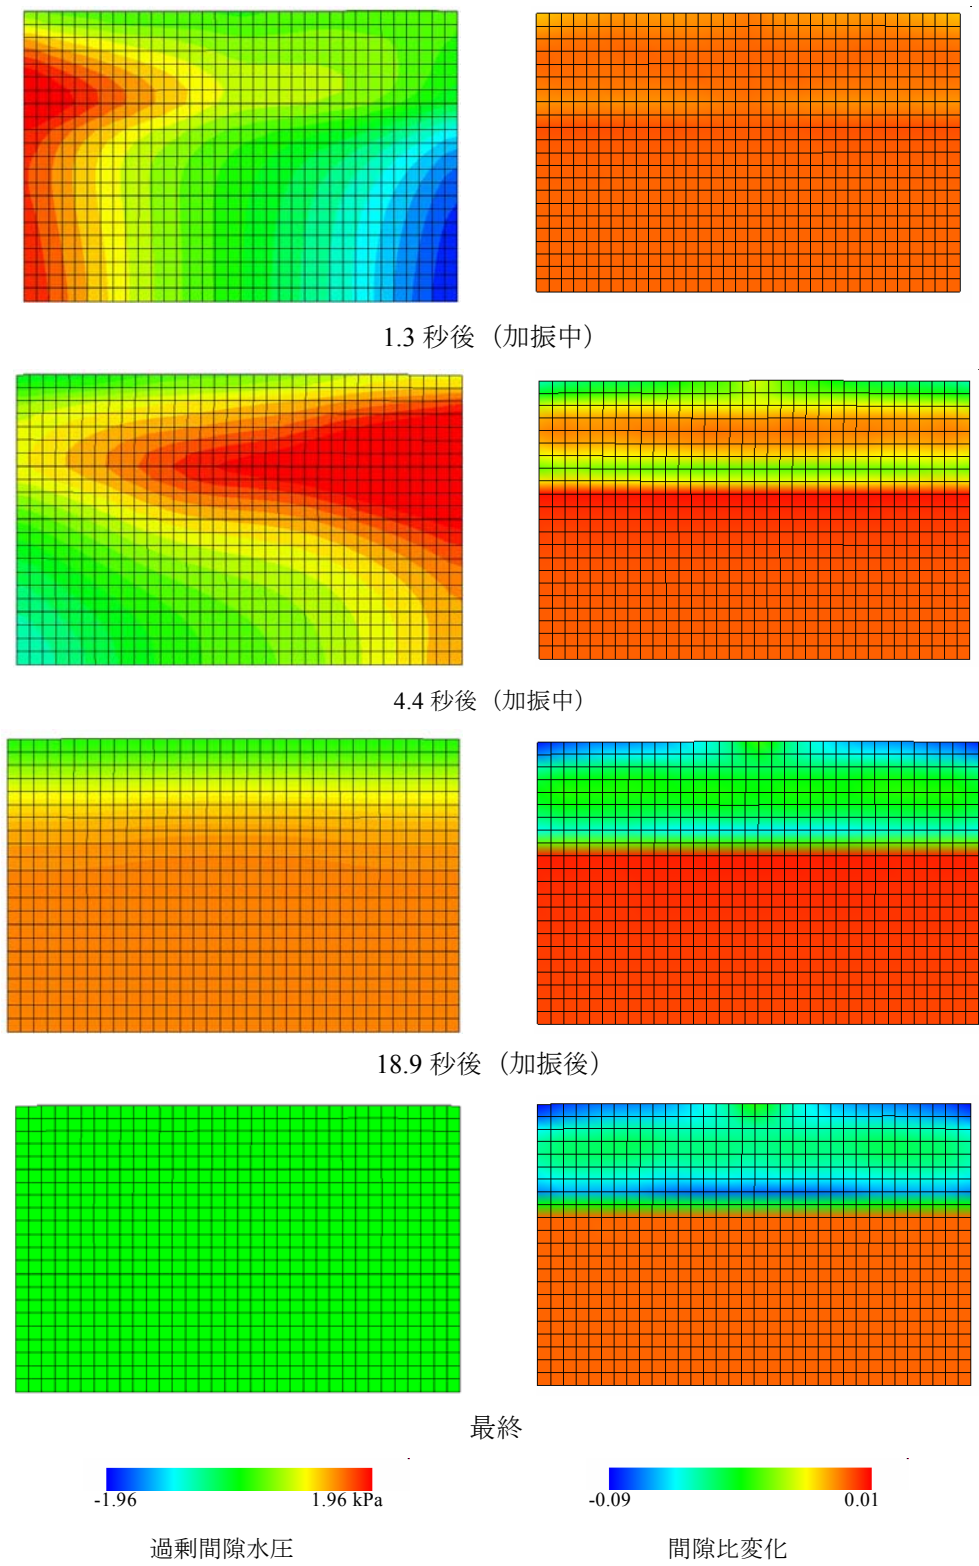 1.3 秒後（加振中）
4.4 秒後（加振中）
18.9 秒後（加振後）
最終
-1.96 1.96 kPa
-0.09 0.01
過剰間隙水圧
間隙比変化